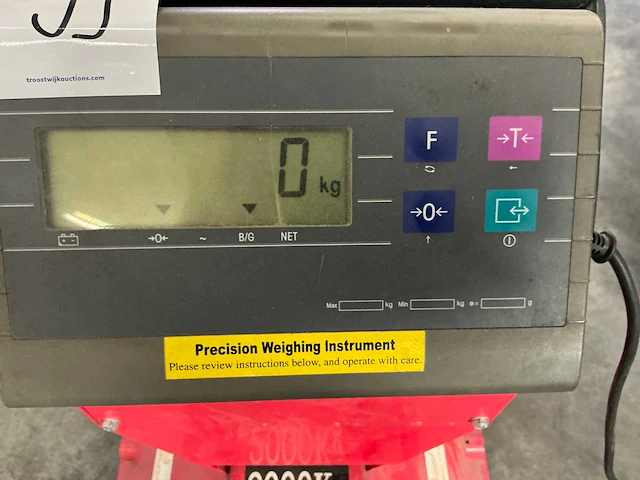 troostwijkauctions.com
0 kg
F
→T←
→0←
→0← ~ B/G NET
Max kg Min kg e= g
Precision Weighing Instrument
Please review instructions below, and operate with care.